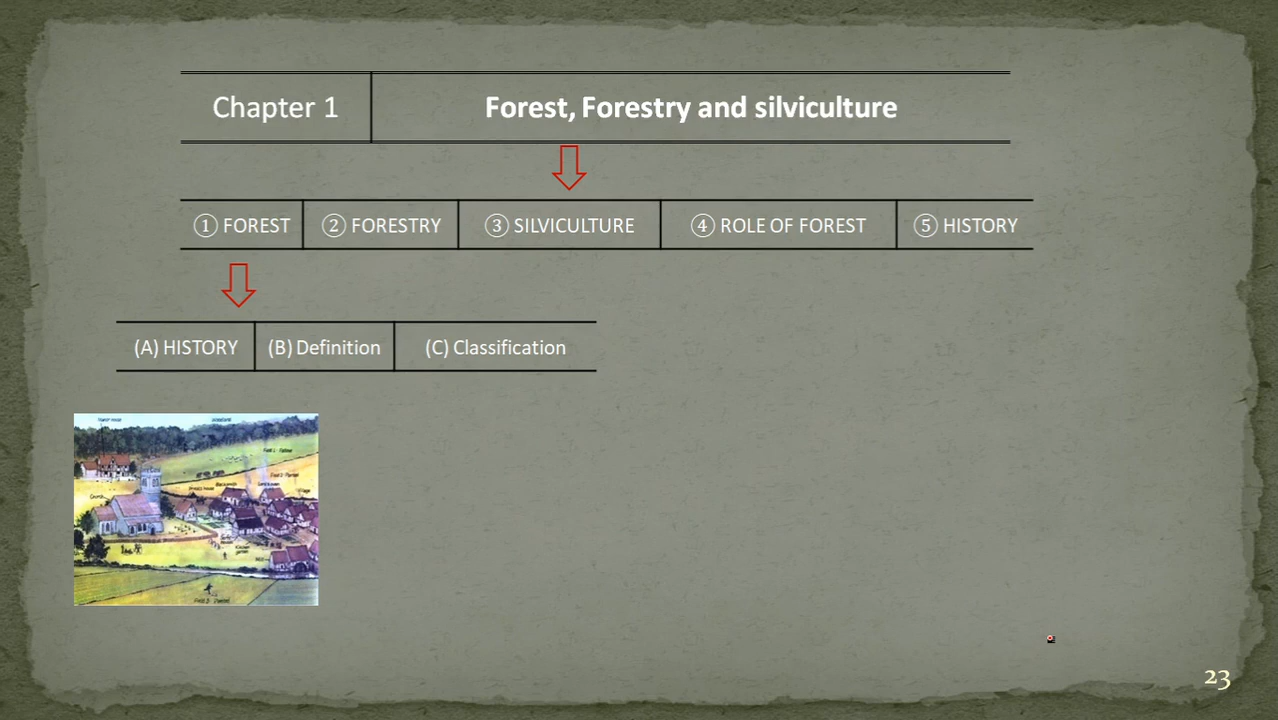 Chapter 1
Forest, Forestry and silviculture
① FOREST
② FORESTRY
③ SILVICULTURE
④ ROLE OF FOREST
⑤ HISTORY
(A) HISTORY
(B) Definition
(C) Classification
Church
23